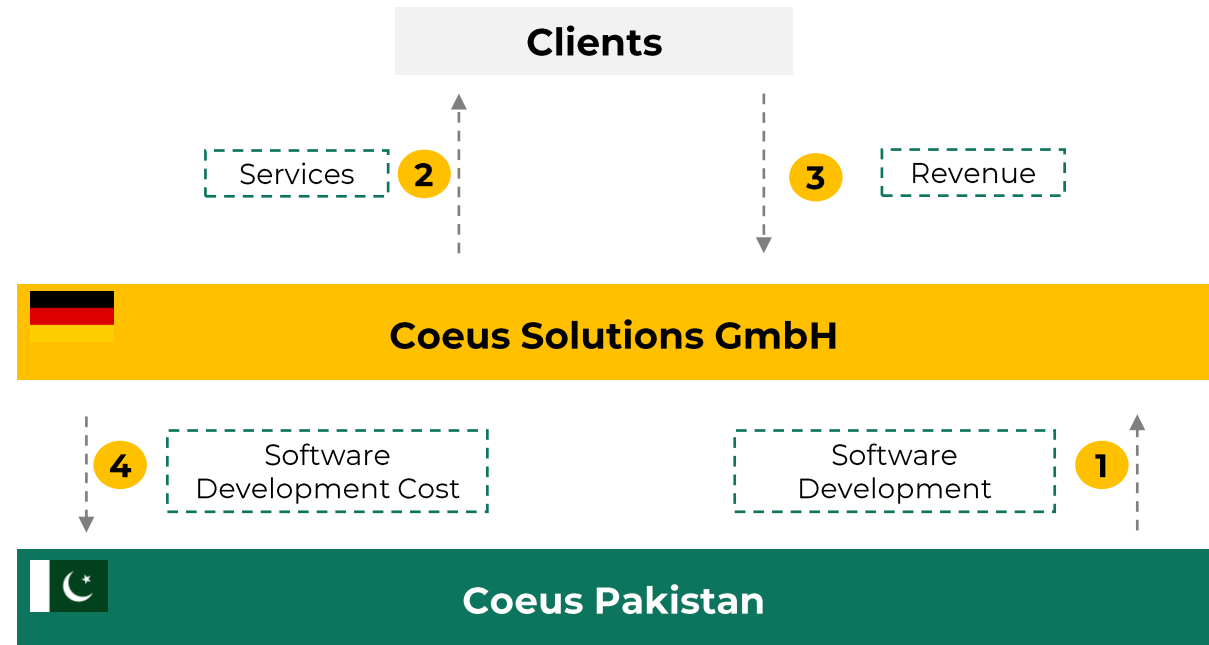 Clients
Services
2
3
Revenue
Coeus Solutions GmbH
4
Software
Development Cost
Software
Development
1
Coeus Pakistan